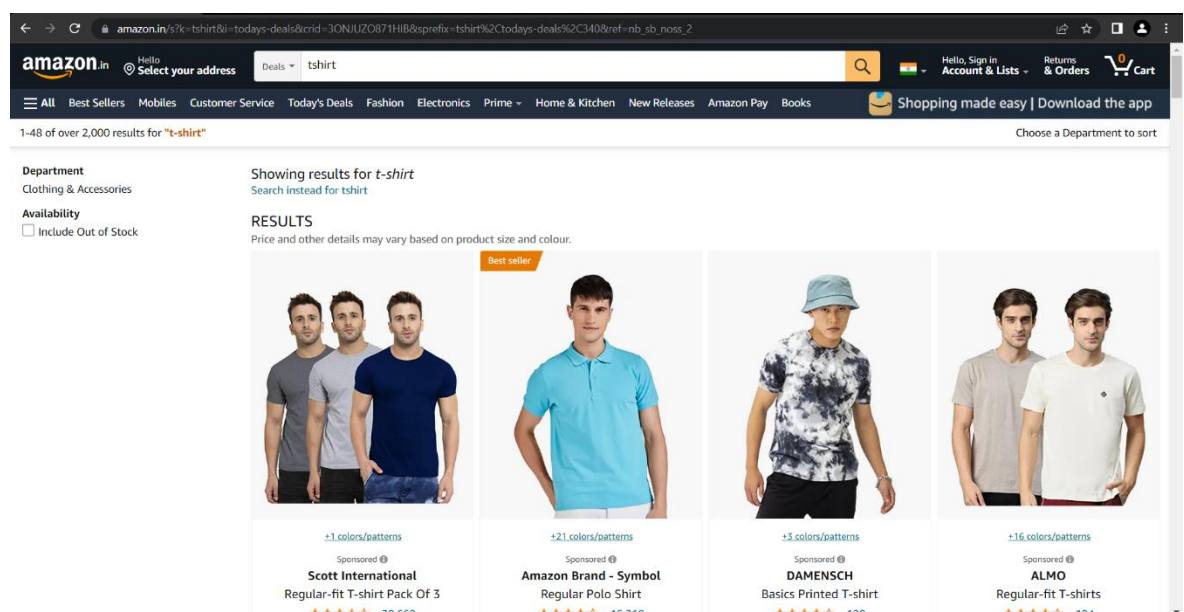 amazon.in/s?k=tshirt&i=todays-deals&crid=3ONJUZO871HIB&sprefix=tshirt%2Ctodays-deals%2C340&ref=nb_sb_noss_2
amazon.in
Hello
Select your address
Deals
tshirt
Hello, Sign in
Account & Lists
Returns
& Orders
0
Cart
All Best Sellers Mobiles Customer Service Today's Deals Fashion Electronics Prime Home & Kitchen New Releases Amazon Pay Books
Shopping made easy | Download the app
1-48 of over 2,000 results for "t-shirt"
Choose a Department to sort
Department
Clothing & Accessories
Availability
Include Out of Stock
Showing results for t-shirt
Search instead for tshirt
RESULTS
Price and other details may vary based on product size and colour.
Best seller
+1 colors/patterns
Sponsored
Scott International
Regular-fit T-shirt Pack Of 3
+21 colors/patterns
Sponsored
Amazon Brand - Symbol
Regular Polo Shirt
+3 colors/patterns
Sponsored
DAMENSCH
Basics Printed T-shirt
+16 colors/patterns
Sponsored
ALMO
Regular-fit T-shirts